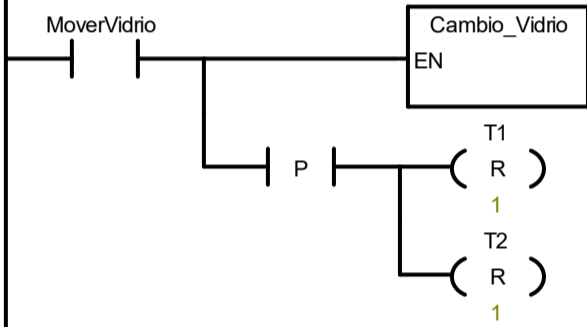 MoverVidrio
Cambio_Vidrio
EN
P
T1
R
1
T2
R
1